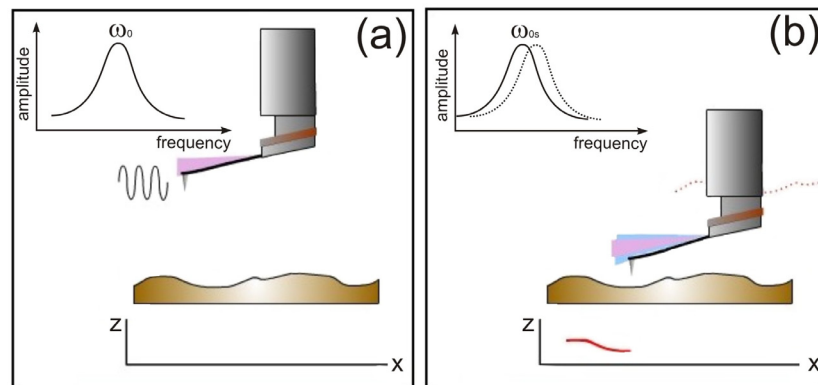 (a)
ω₀
amplitude
frequency
Z
X
(b)
ω₀ₛ
amplitude
frequency
Z
X